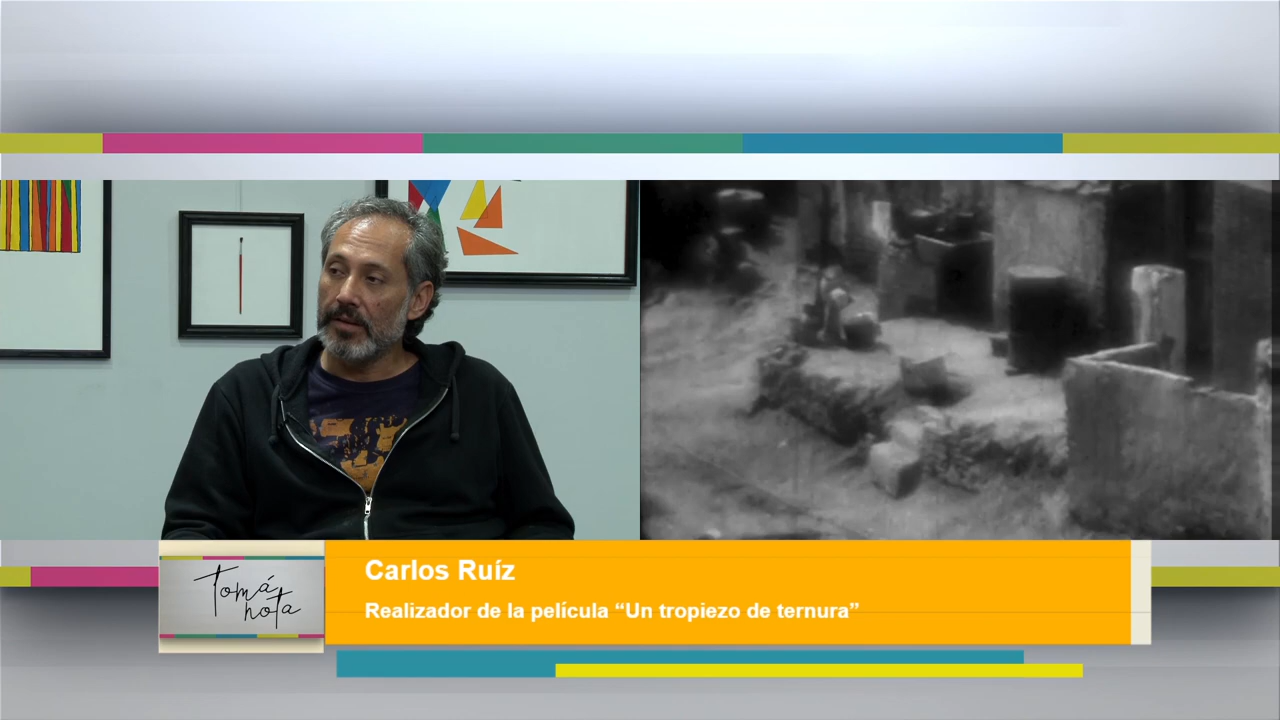 Carlos Ruíz
Realizador de la película “Un tropiezo de ternura”
Tomá
nota